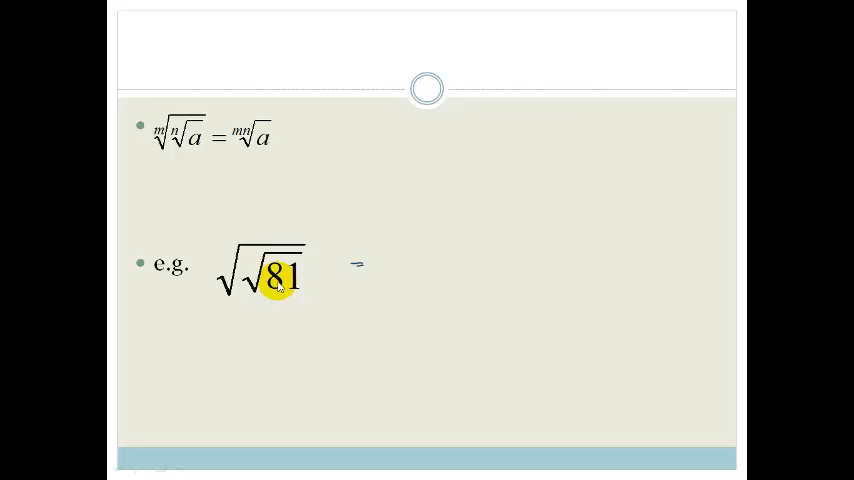 • ᵐ√(ⁿ√a) = ᵐⁿ√a
• e.g. √(√81) =